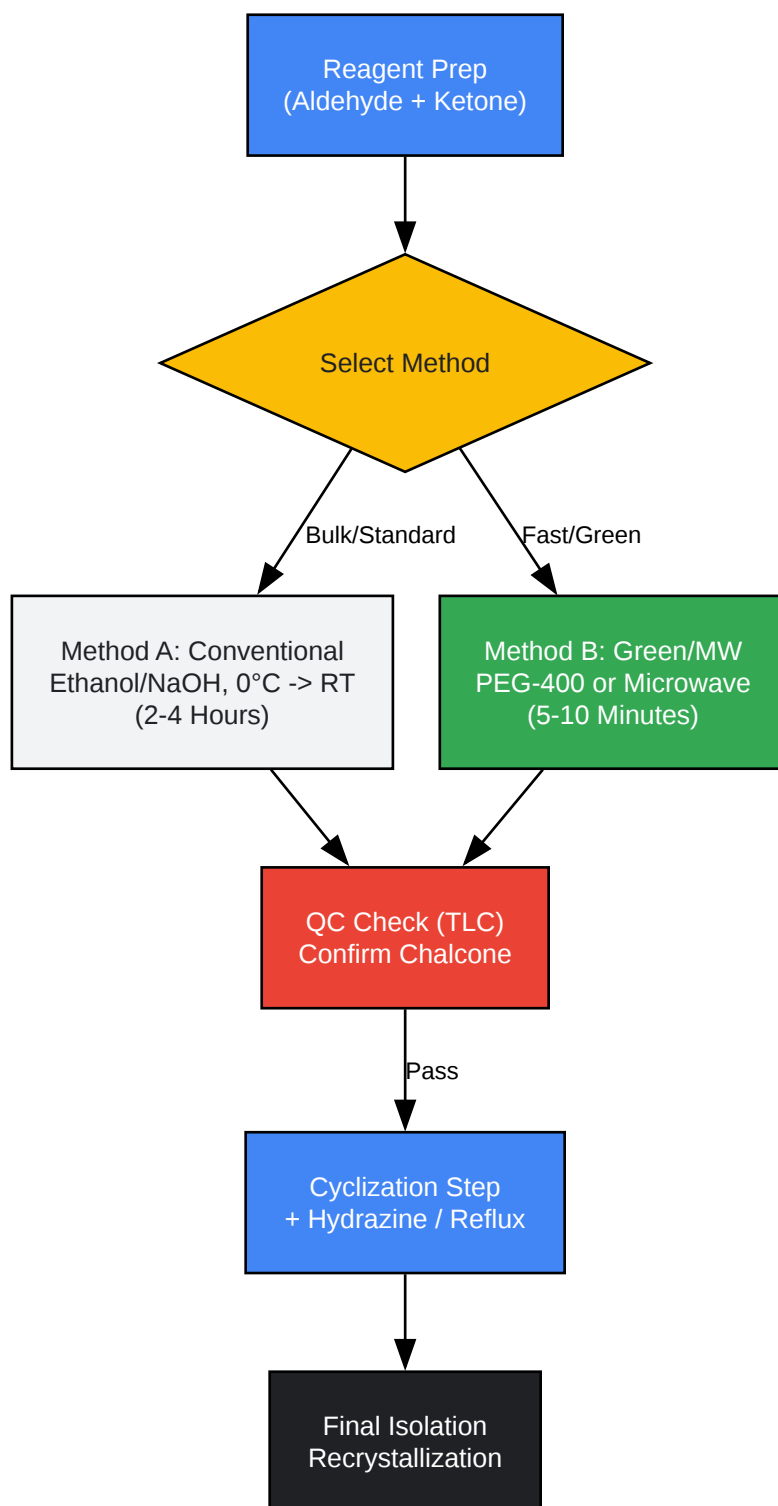 Reagent Prep
(Aldehyde + Ketone)
Select Method
Bulk/Standard
Fast/Green
Method A: Conventional
Ethanol/NaOH, 0°C -> RT
(2-4 Hours)
Method B: Green/MW
PEG-400 or Microwave
(5-10 Minutes)
QC Check (TLC)
Confirm Chalcone
Pass
Cyclization Step
+ Hydrazine / Reflux
Final Isolation
Recrystallization